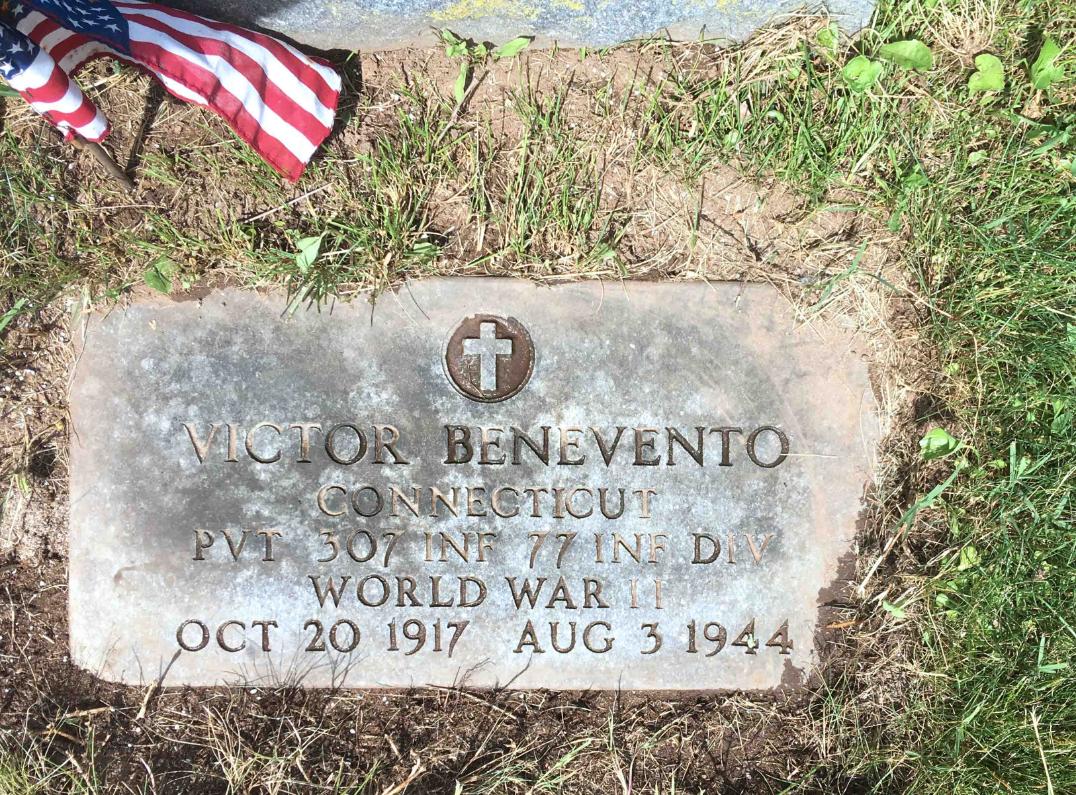 VICTOR BENEVENTO
CONNECTICUT
PVT 307 INF 77 INF DIV
WORLD WAR II
OCT 20 1917 AUG 3 1944